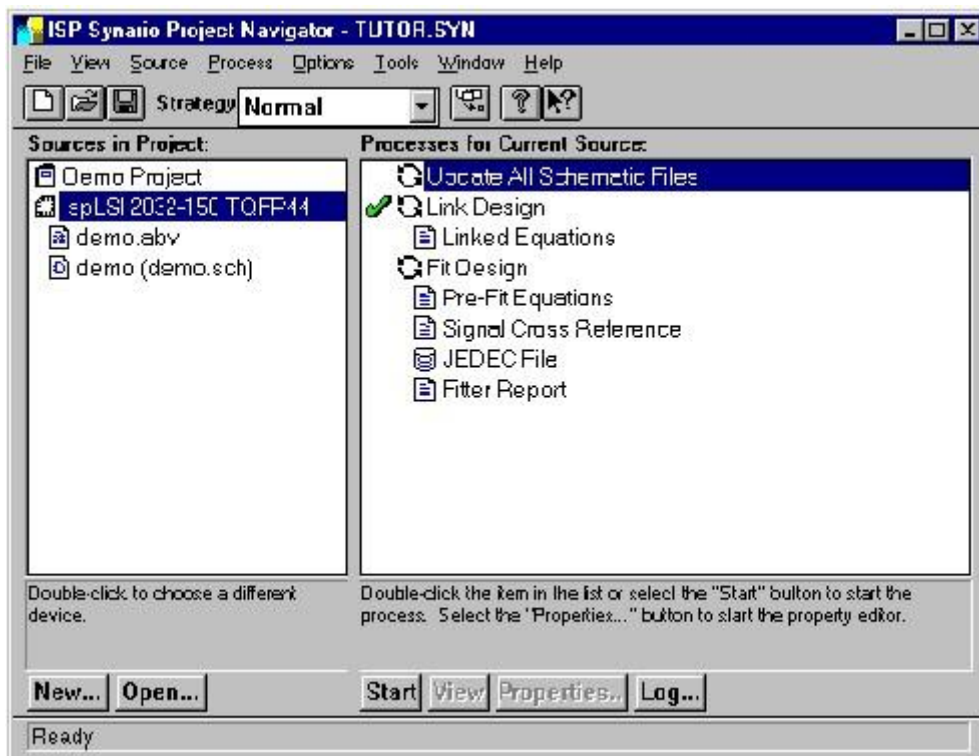 ISP Synario Project Navigator - TUTOR.SYN
File View Source Process Options Tools Window Help
Strategy Normal
Sources in Project:
Demo Project
ispLSI 2032-150 TQFP44
demo.abv
demo (demo.sch)
Processes for Current Source:
Update All Schematic Files
Link Design
Linked Equations
Fit Design
Pre-Fit Equations
Signal Cross Reference
JEDEC File
Fitter Report
Double-click to choose a different
device.
Double-click the item in the list or select the "Start" button to start the
process. Select the "Properties..." button to start the property editor.
New... Open...
Start View Properties... Log...
Ready